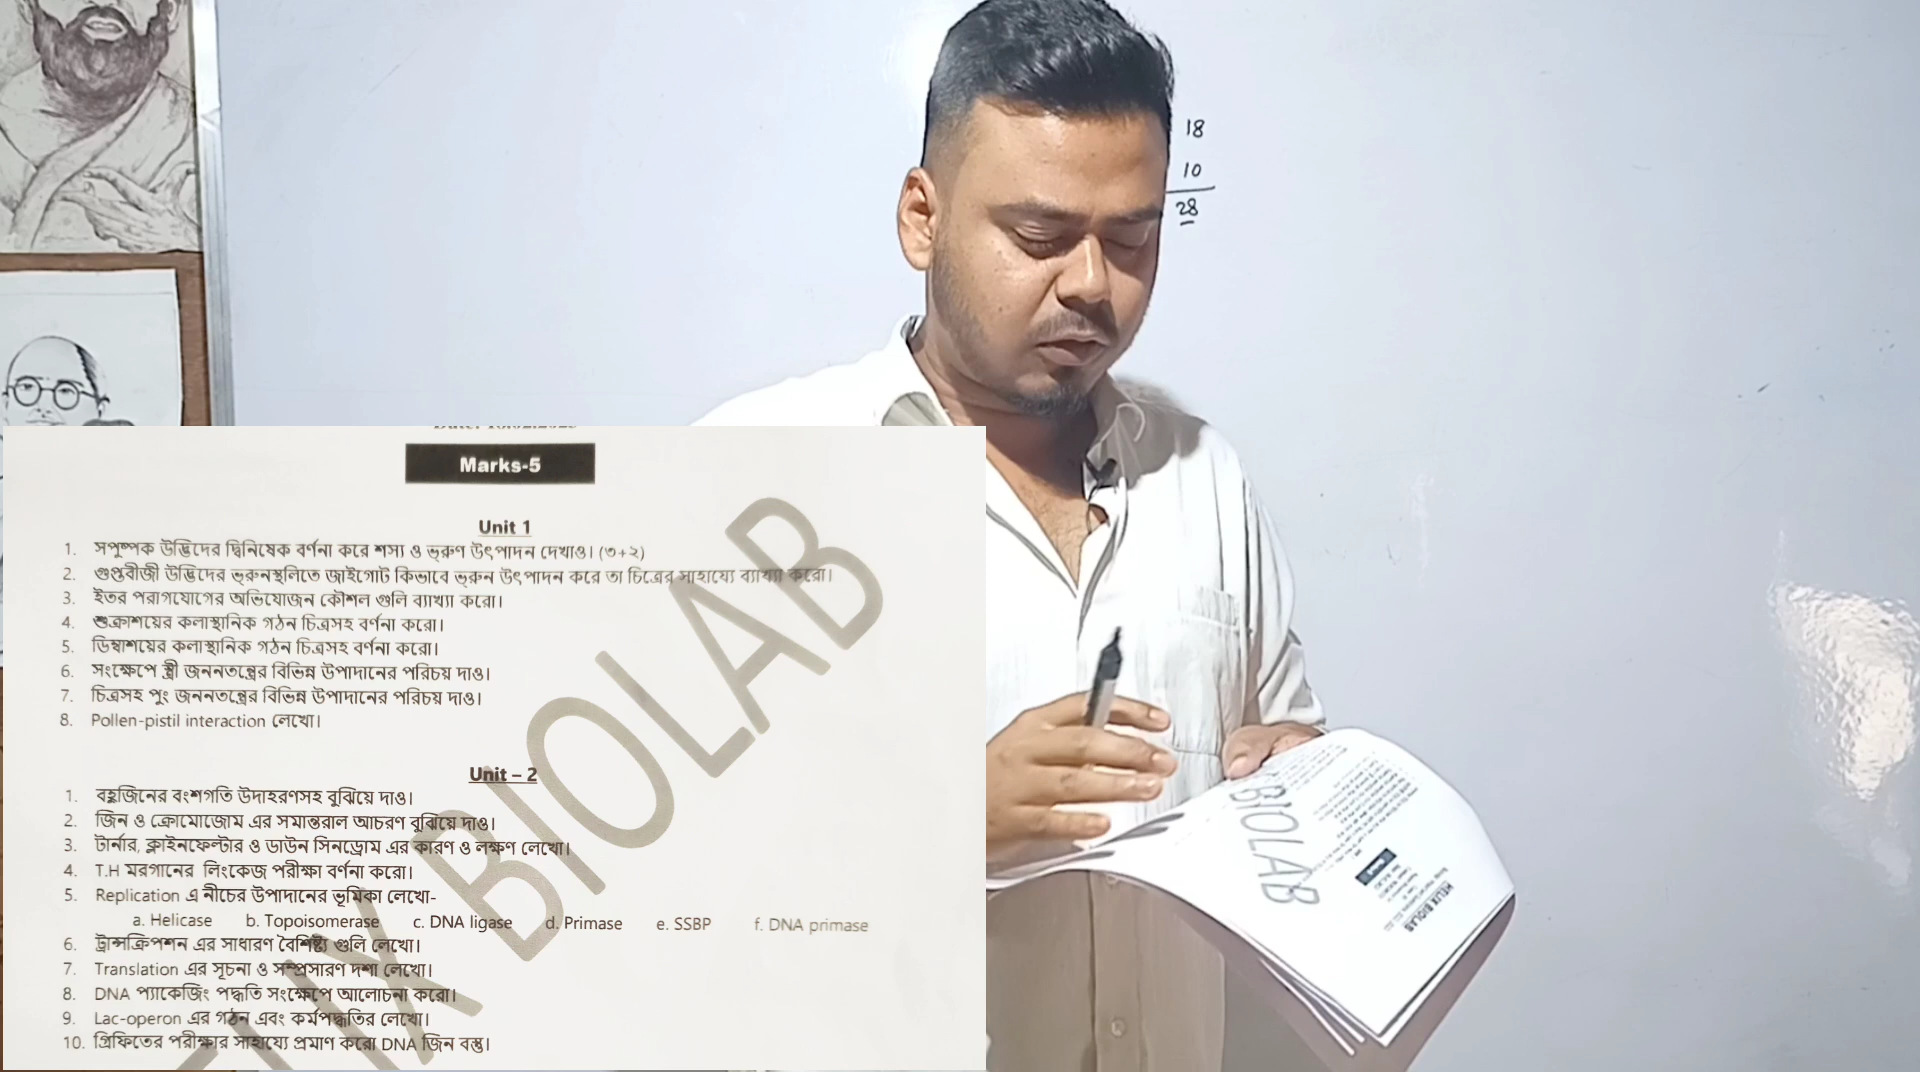 18
10
28
Marks-5
Unit 1
1. সপুষ্পক উদ্ভিদের দ্বিনিষেক বর্ণনা করে শস্য ও ভ্রূণ উৎপাদন দেখাও। (৩+২)
2. গুপ্তবীজী উদ্ভিদের ভ্রুনস্থলিতে জাইগোট কিভাবে ভ্রুন উৎপাদন করে তা চিত্রের সাহায্যে ব্যাখ্যা করো।
3. ইতর পরাগযোগের অভিযোজন কৌশল গুলি ব্যাখ্যা করো।
4. শুক্রাশয়ের কলাস্থানিক গঠন চিত্রসহ বর্ণনা করো।
5. ডিম্বাশয়ের কলাস্থানিক গঠন চিত্রসহ বর্ণনা করো।
6. সংক্ষেপে স্ত্রী জননতন্ত্রের বিভিন্ন উপাদানের পরিচয় দাও।
7. চিত্রসহ পুং জননতন্ত্রের বিভিন্ন উপাদানের পরিচয় দাও।
8. Pollen-pistil interaction লেখো।
Unit – 2
1. বহুজিনের বংশগতি উদাহরণসহ বুঝিয়ে দাও।
2. জিন ও ক্রোমোজোম এর সমান্তরাল আচরণ বুঝিয়ে দাও।
3. টার্নার, ক্লাইনফেল্টার ও ডাউন সিনড্রোম এর কারণ ও লক্ষণ লেখো।
4. T.H মরগানের লিংকেজ পরীক্ষা বর্ণনা করো।
5. Replication এ নীচের উপাদানের ভূমিকা লেখো-
a. Helicase b. Topoisomerase c. DNA ligase d. Primase e. SSBP f. DNA primase
6. ট্রান্সক্রিপশন এর সাধারণ বৈশিষ্ট্য গুলি লেখো।
7. Translation এর সূচনা ও সম্প্রসারণ দশা লেখো।
8. DNA প্যাকেজিং পদ্ধতি সংক্ষেপে আলোচনা করো।
9. Lac-operon এর গঠন এবং কর্মপদ্ধতির লেখো।
10. গ্রিফিতের পরীক্ষার সাহায্যে প্রমাণ করো DNA জিন বস্তু।
BIOLAB
BIOLAB
HELIX BIOLAB